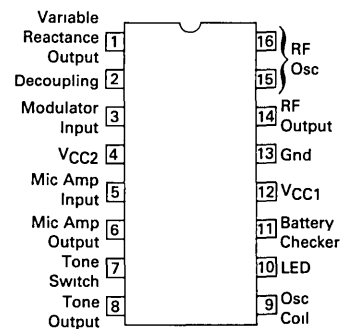 Variable
Reactance
Output
1
Decoupling
2
Modulator
Input
3
VCC2
4
Mic Amp
Input
5
Mic Amp
Output
6
Tone
Switch
7
Tone
Output
8
16
15
RF
Osc
14
RF
Output
13
Gnd
12
VCC1
11
Battery
Checker
10
LED
9
Osc
Coil